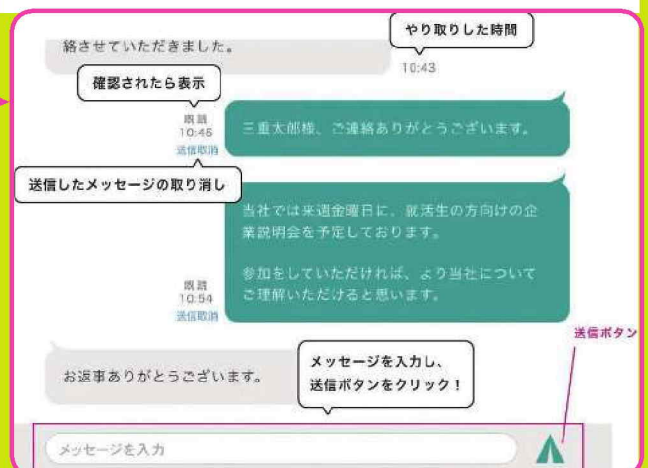 やり取りした時間
絡させていただきました。
10:43
確認されたら表示
既読
10:46
三重太郎様、ご連絡ありがとうございます。
送信取消
送信したメッセージの取り消し
当社では来週金曜日に、就活生の方向けの企
業説明会を予定しております。
参加をしていただければ、より当社について
ご理解いただけると思います。
既読
10:54
送信取消
送信ボタン
メッセージを入力し、
送信ボタンをクリック！
お返事ありがとうございます。
メッセージを入力